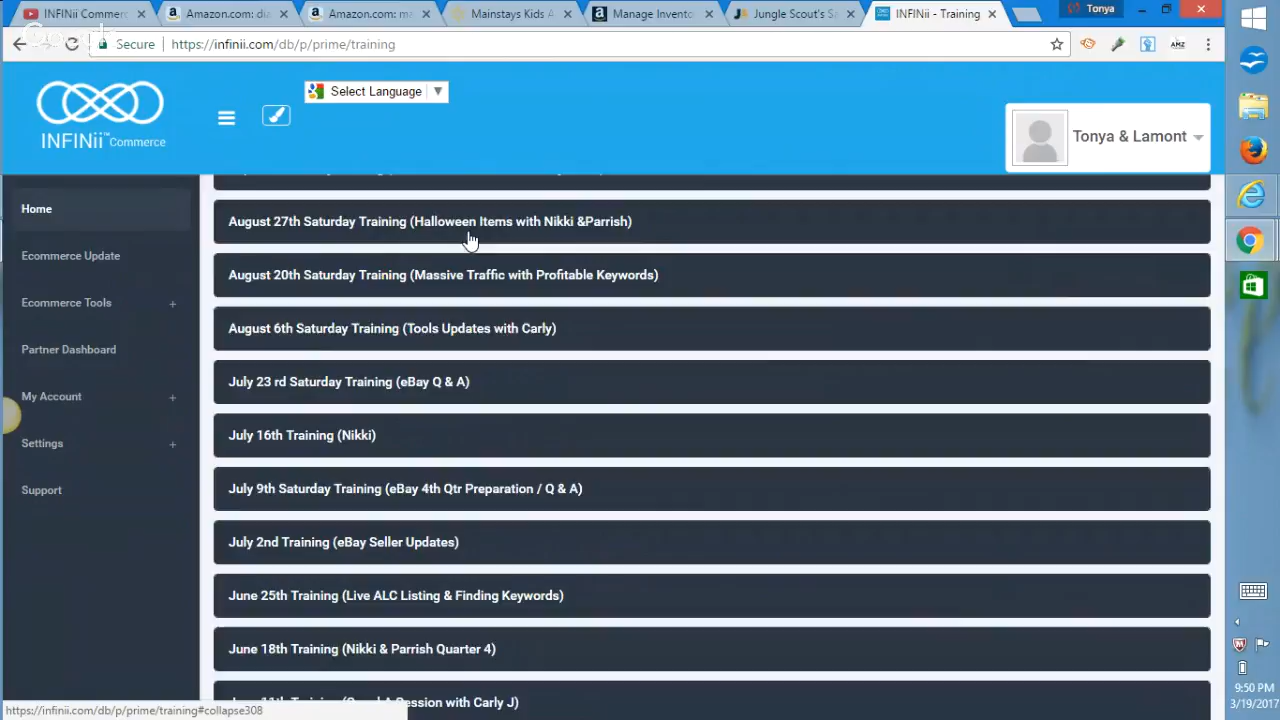 INFINii Commerc
Amazon.com: dia
Amazon.com: ma
Mainstays Kids A
Manage Invento
Jungle Scout's Sa
INFINii - Training
Tonya
Secure
https://infinii.com/db/p/prime/training
AMZ
Select Language
INFINii™ Commerce
Tonya & Lamont
Home
Ecommerce Update
Ecommerce Tools +
Partner Dashboard
My Account +
Settings +
Support
August 27th Saturday Training (Halloween Items with Nikki &Parrish)
August 20th Saturday Training (Massive Traffic with Profitable Keywords)
August 6th Saturday Training (Tools Updates with Carly)
July 23 rd Saturday Training (eBay Q & A)
July 16th Training (Nikki)
July 9th Saturday Training (eBay 4th Qtr Preparation / Q & A)
July 2nd Training (eBay Seller Updates)
June 25th Training (Live ALC Listing & Finding Keywords)
June 18th Training (Nikki & Parrish Quarter 4)
Session with Carly J)
https://infinii.com/db/p/prime/training#collapse308
9:50 PM
3/19/2017